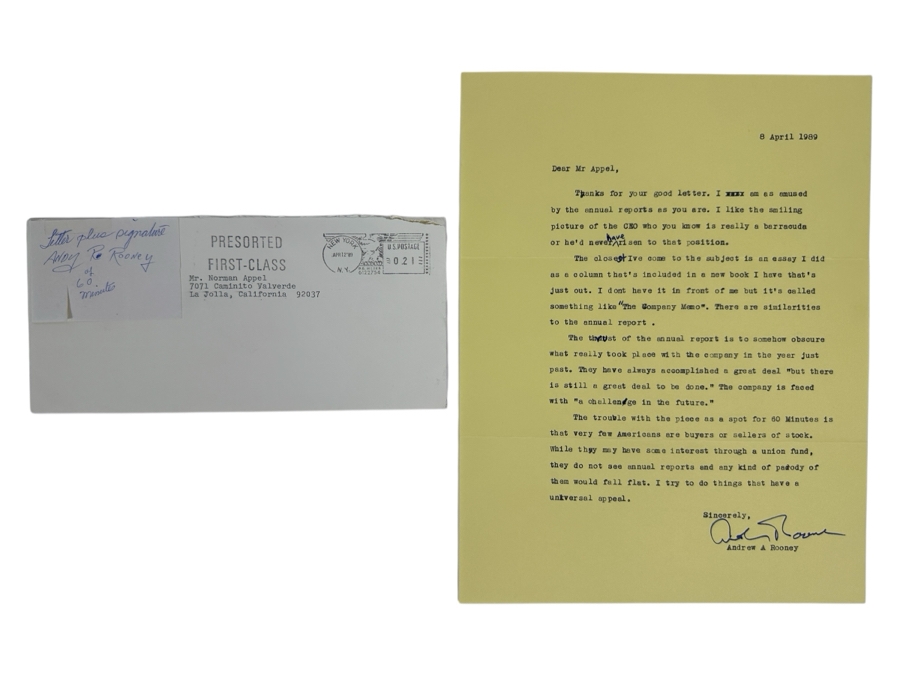 Letter plus signature
Andy Rooney
of
60
minutes
PRESORTED
FIRST-CLASS
NEW YORK
APR 12 '89
N.Y.
U.S. POSTAGE
0.21
Mr. Norman Appel
7071 Caminito Valverde
La Jolla, California 92037
8 April 1989
Dear Mr Appel,
Thanks for your good letter. I am as amused
by the annual reports as you are. I like the smiling
picture of the CEO who you know is really a barracuda
or he'd never have risen to that position.
The closest Ive come to the subject is an essay I did
as a column that's included in a new book I have that's
just out. I dont have it in front of me but it's called
something like "The Company Memo". There are similarities
to the annual report .
The thrust of the annual report is to somehow obscure
what really took place with the company in the year just
past. They have always accomplished a great deal "but there
is still a great deal to be done." The company is faced
with "a challenge in the future."
The trouble with the piece as a spot for 60 Minutes is
that very few Americans are buyers or sellers of stock.
While they may have some interest through a union fund,
they do not see annual reports and any kind of parody of
them would fall flat. I try to do things that have a
universal appeal.
Sincerely,
Andrew A Rooney